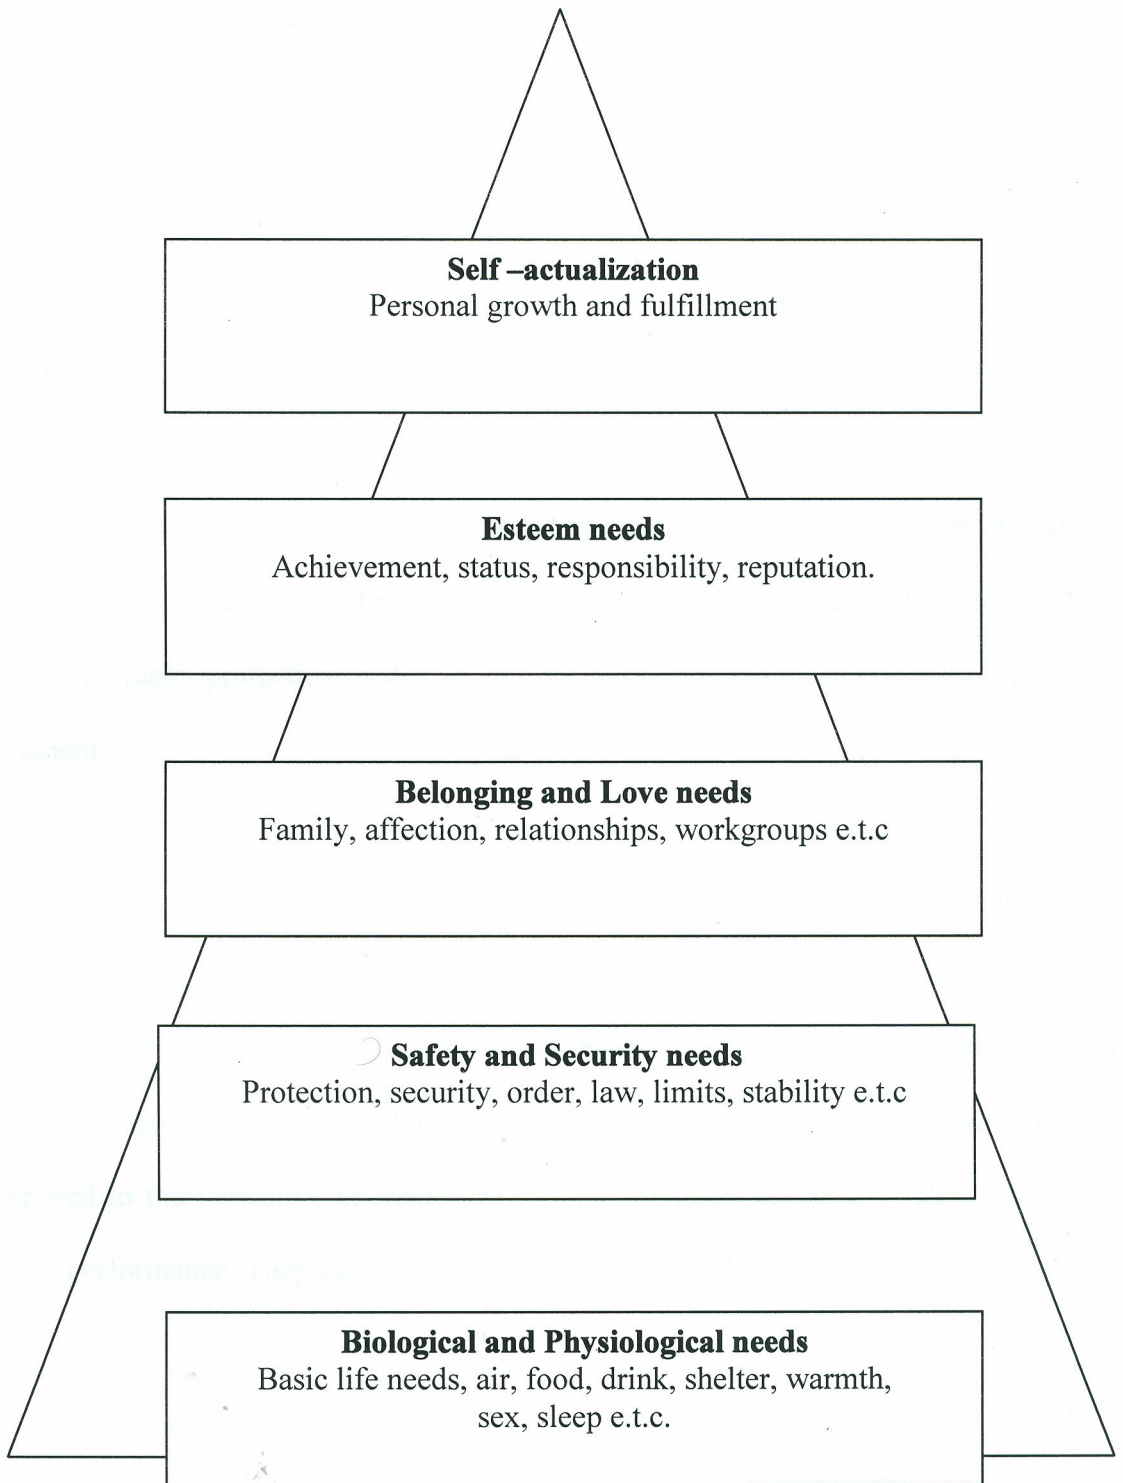 Self –actualization
Personal growth and fulfillment
Esteem needs
Achievement, status, responsibility, reputation.
Belonging and Love needs
Family, affection, relationships, workgroups e.t.c
Safety and Security needs
Protection, security, order, law, limits, stability e.t.c
Biological and Physiological needs
Basic life needs, air, food, drink, shelter, warmth,
sex, sleep e.t.c.